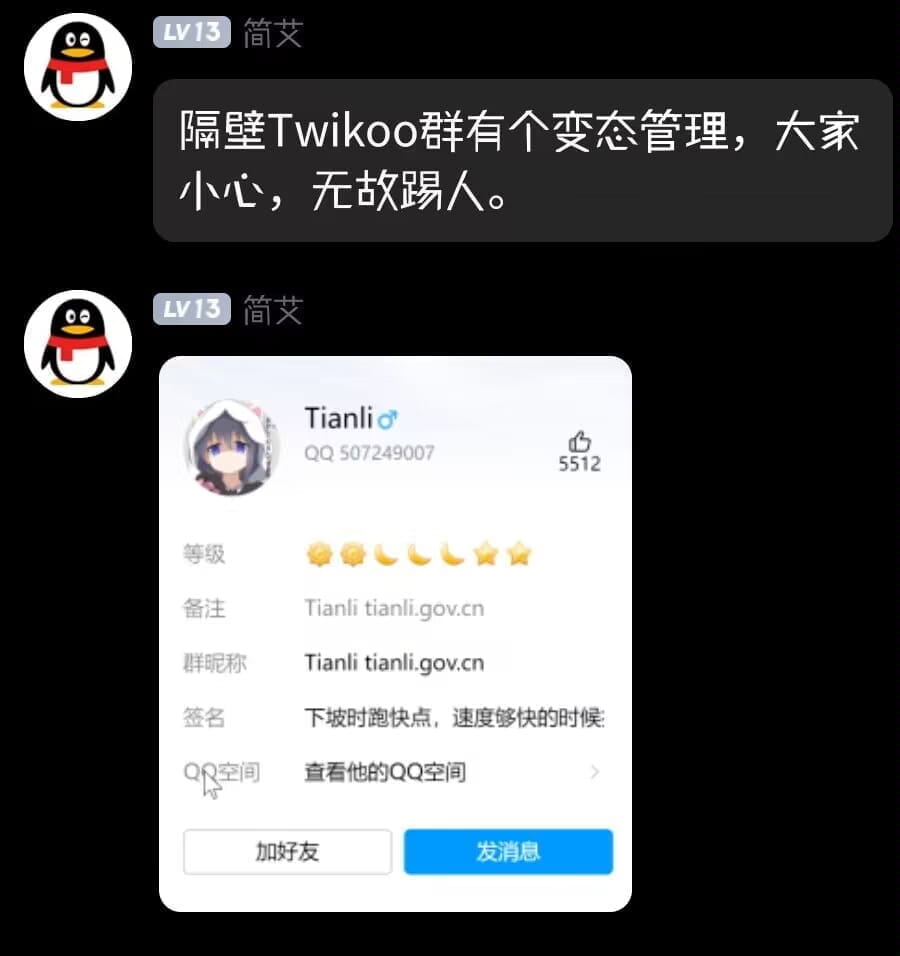 LV13 简艾
隔壁Twikoo群有个变态管理，大家
小心，无故踢人。
LV13 简艾
Tianli♂
QQ 507249007
5512
等级
备注 Tianli tianli.gov.cn
群昵称 Tianli tianli.gov.cn
签名 下坡时跑快点，速度够快的时候
QQ空间 查看他的QQ空间
加好友 发消息